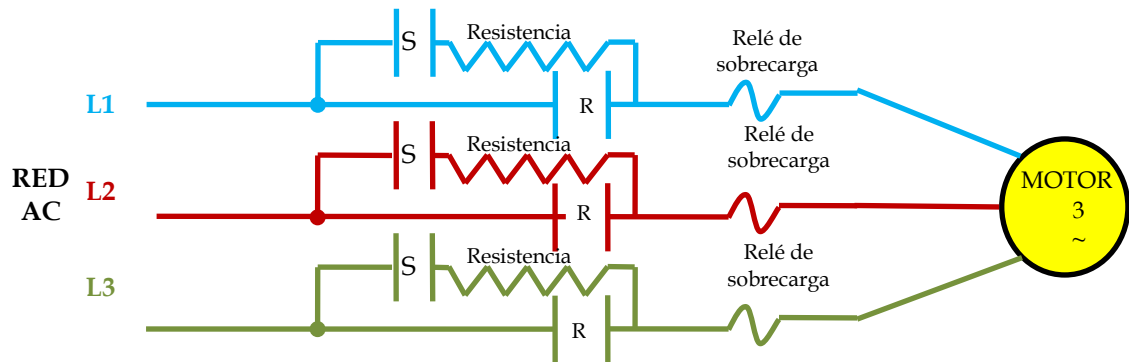 S
Resistencia
Relé de
sobrecarga
L1
R
S
Resistencia
Relé de
sobrecarga
RED
AC
L2
R
MOTOR
3
~
S
Resistencia
Relé de
sobrecarga
L3
R